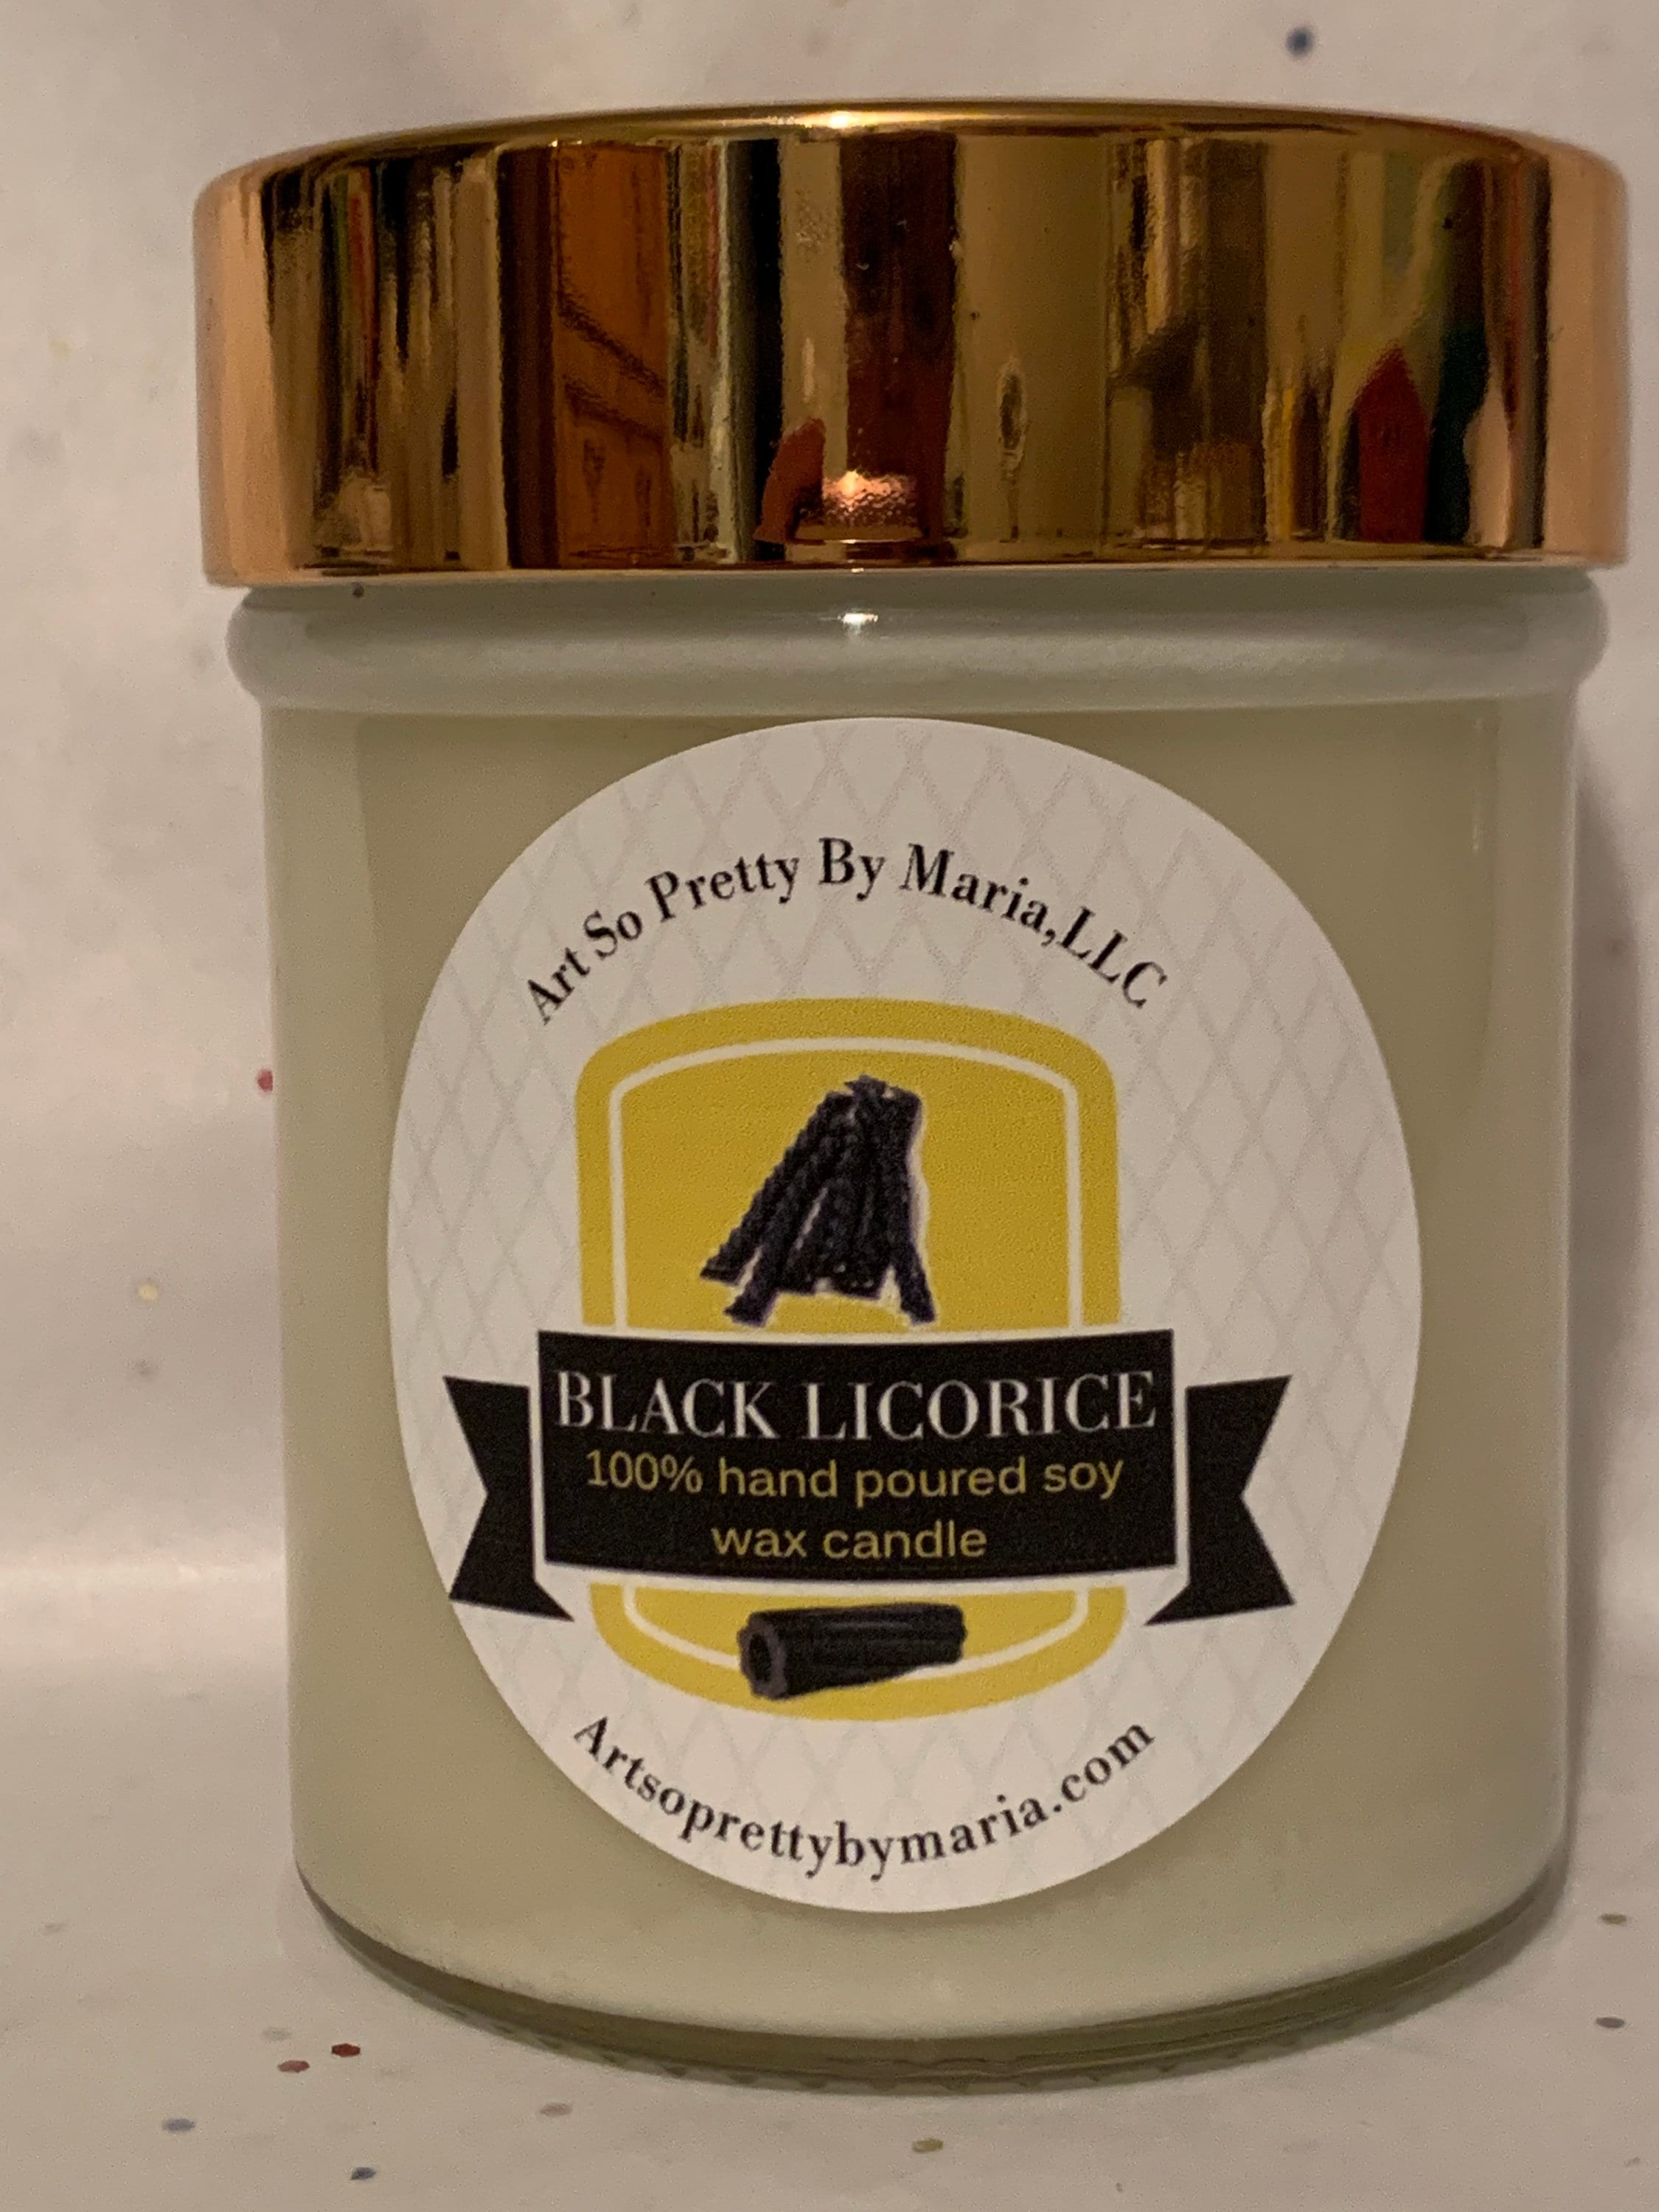 Art So Pretty By Maria,LLC
BLACK LICORICE
100% hand poured soy
wax candle
Artsoprettybymaria.com